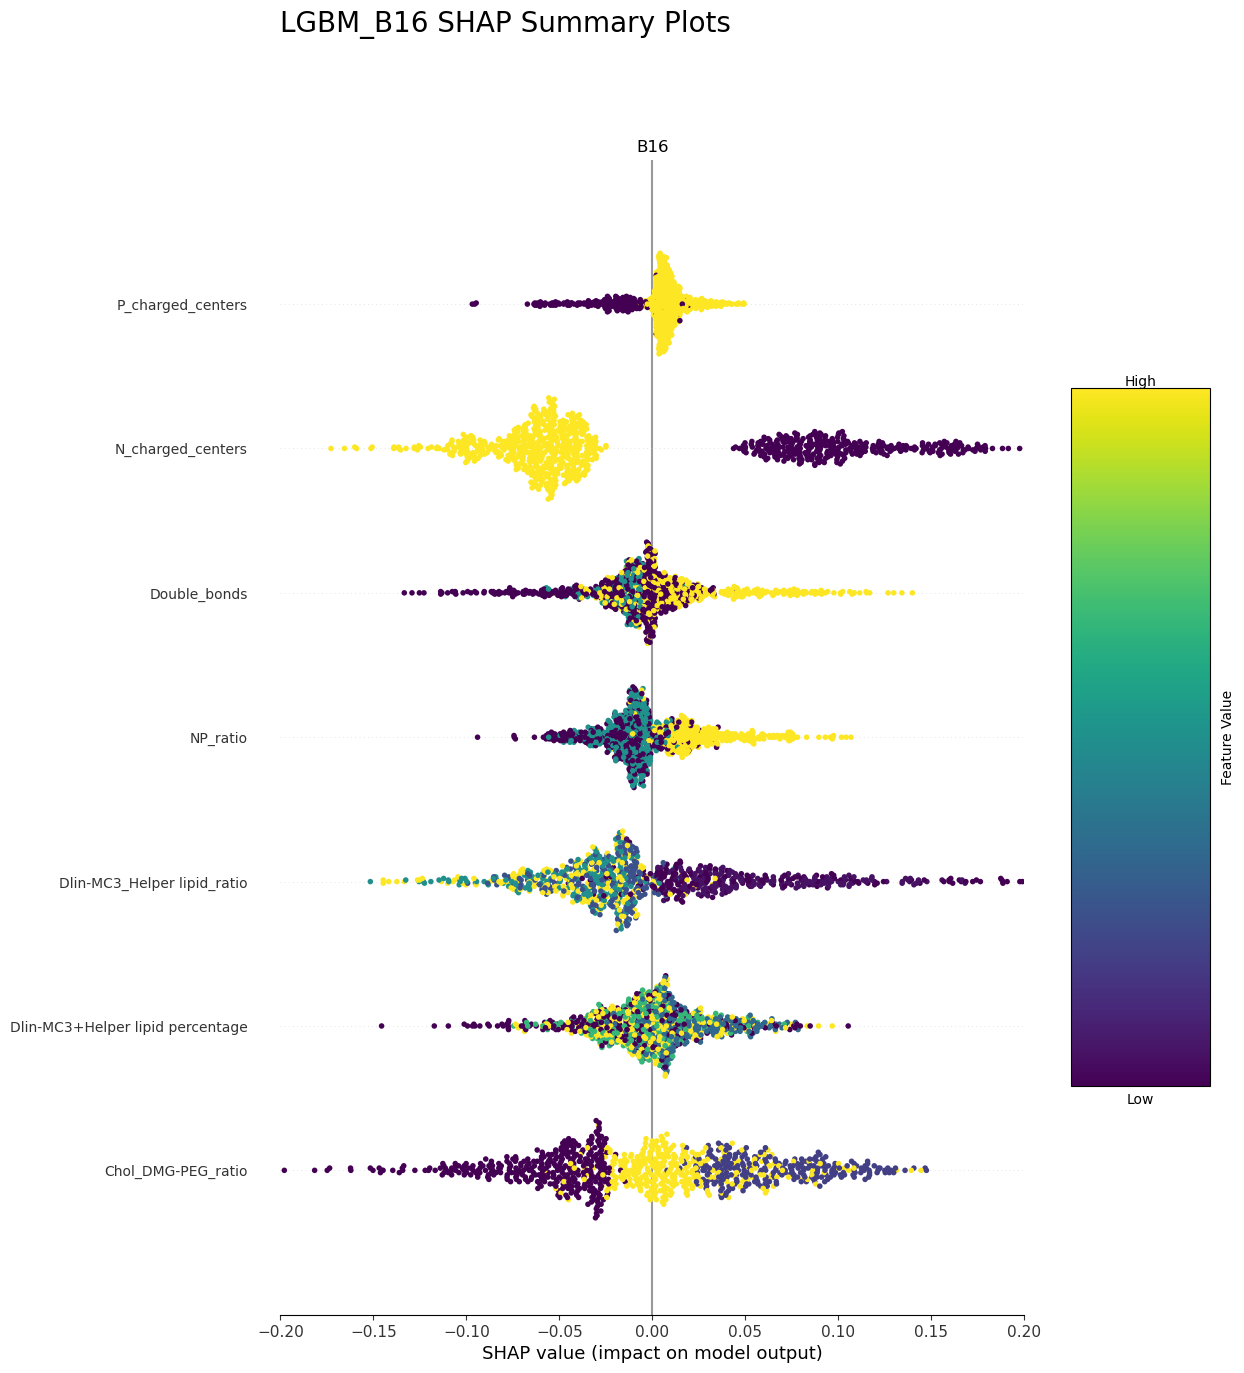 LGBM_B16 SHAP Summary Plots
B16
P_charged_centers
N_charged_centers
Double_bonds
NP_ratio
Dlin-MC3_Helper lipid_ratio
Dlin-MC3+Helper lipid percentage
Chol_DMG-PEG_ratio
High
Feature Value
Low
−0.20 −0.15 −0.10 −0.05 0.00 0.05 0.10 0.15 0.20
SHAP value (impact on model output)